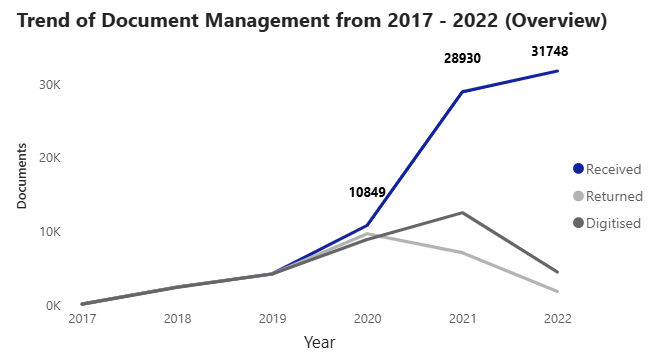 Trend of Document Management from 2017 - 2022 (Overview)
31748
28930
30K
Received
20K
Documents
10849
Returned
Digitised
10K
0K
2017 2018 2019 2020 2021 2022
Year